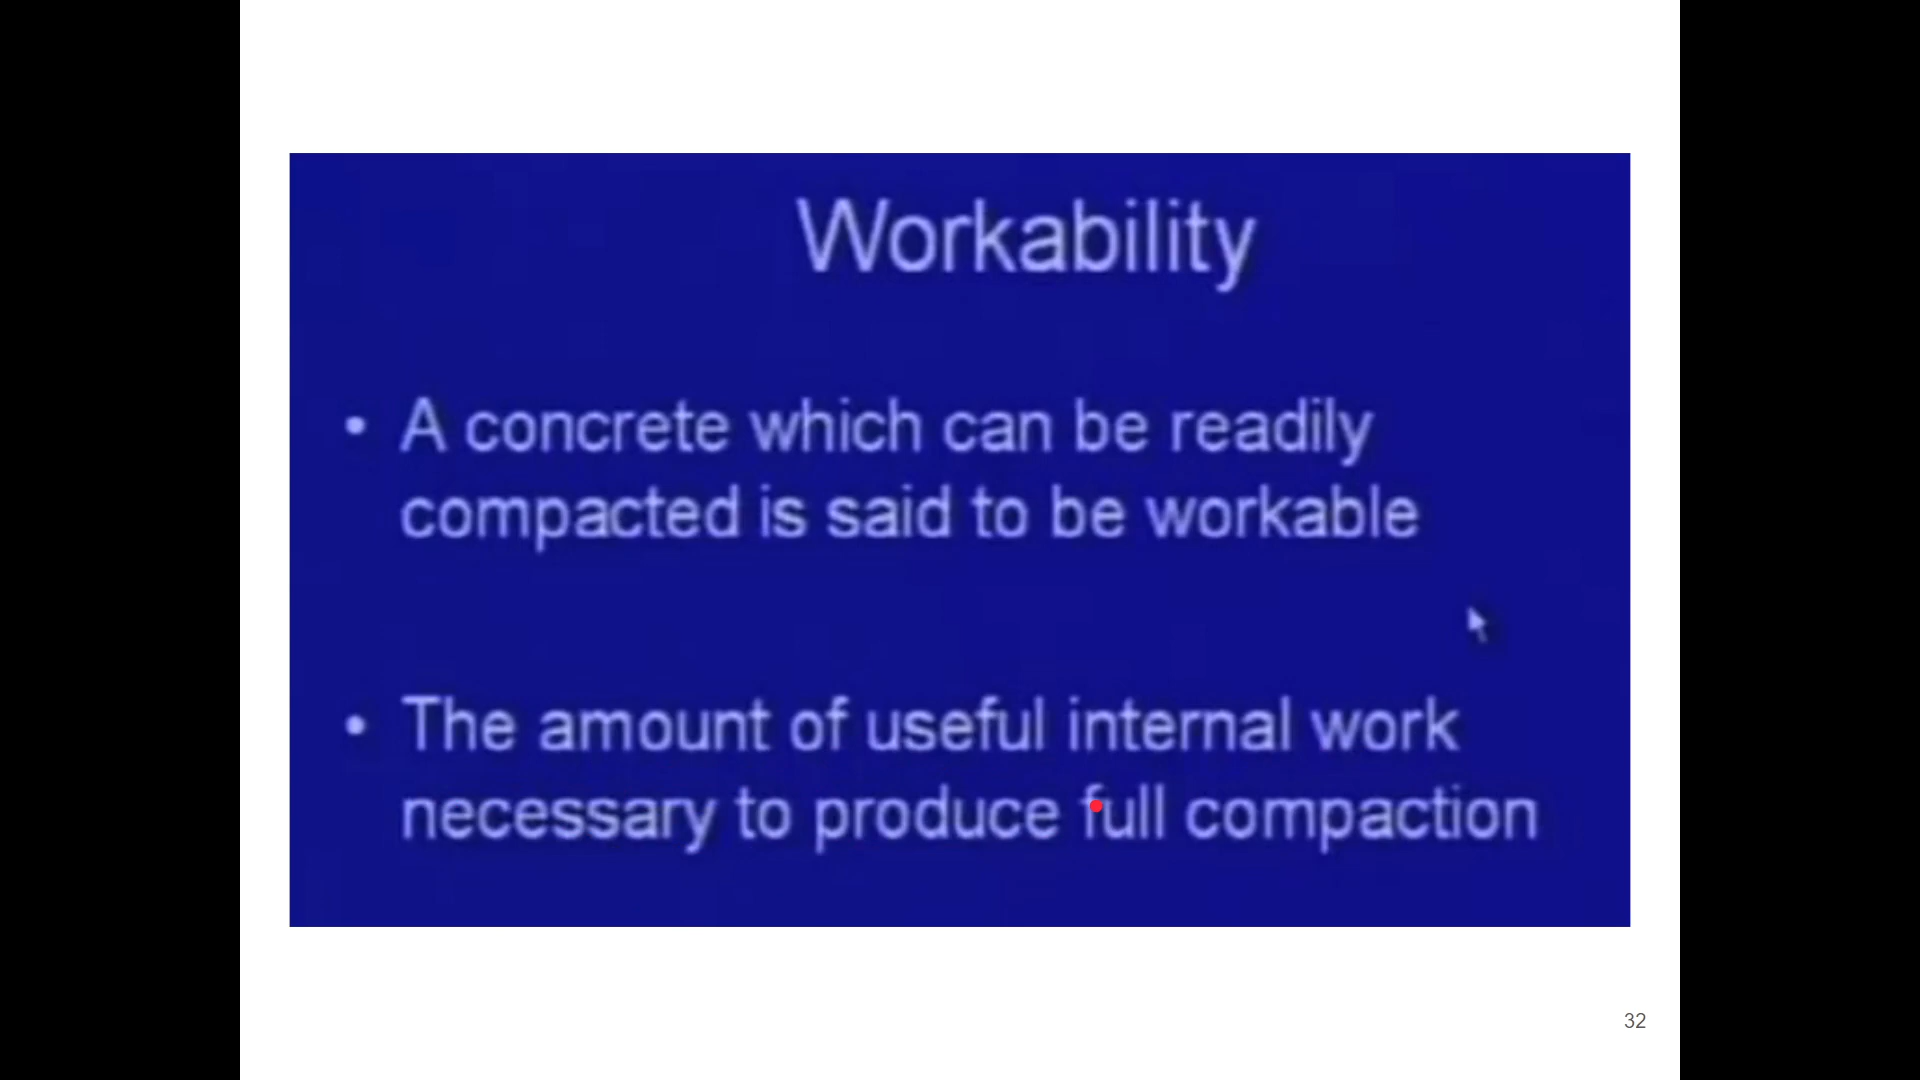 Workability
• A concrete which can be readily
compacted is said to be workable
• The amount of useful internal work
necessary to produce full compaction
32